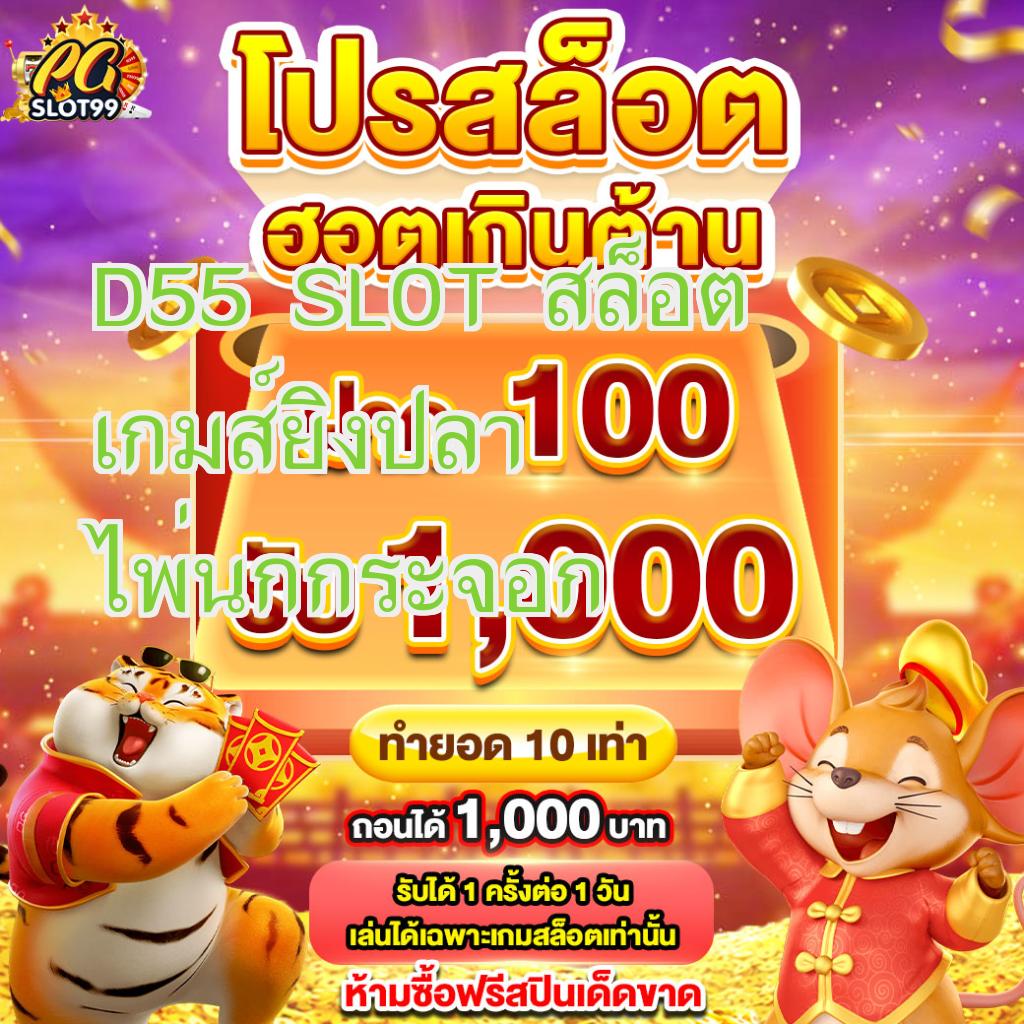 PG
SLOT99
โปรสล็อต
ฮอตเกินต้าน
D55 SLOT สล็อต
100
เกมส์ยิงปลา
ไพ่นกกระจอก
รับ 1,000
ทำยอด 10 เท่า
ถอนได้ 1,000 บาท
รับได้ 1 ครั้งต่อ 1 วัน
เล่นได้เฉพาะเกมสล็อตเท่านั้น
ห้ามซื้อฟรีสปินเด็ดขาด